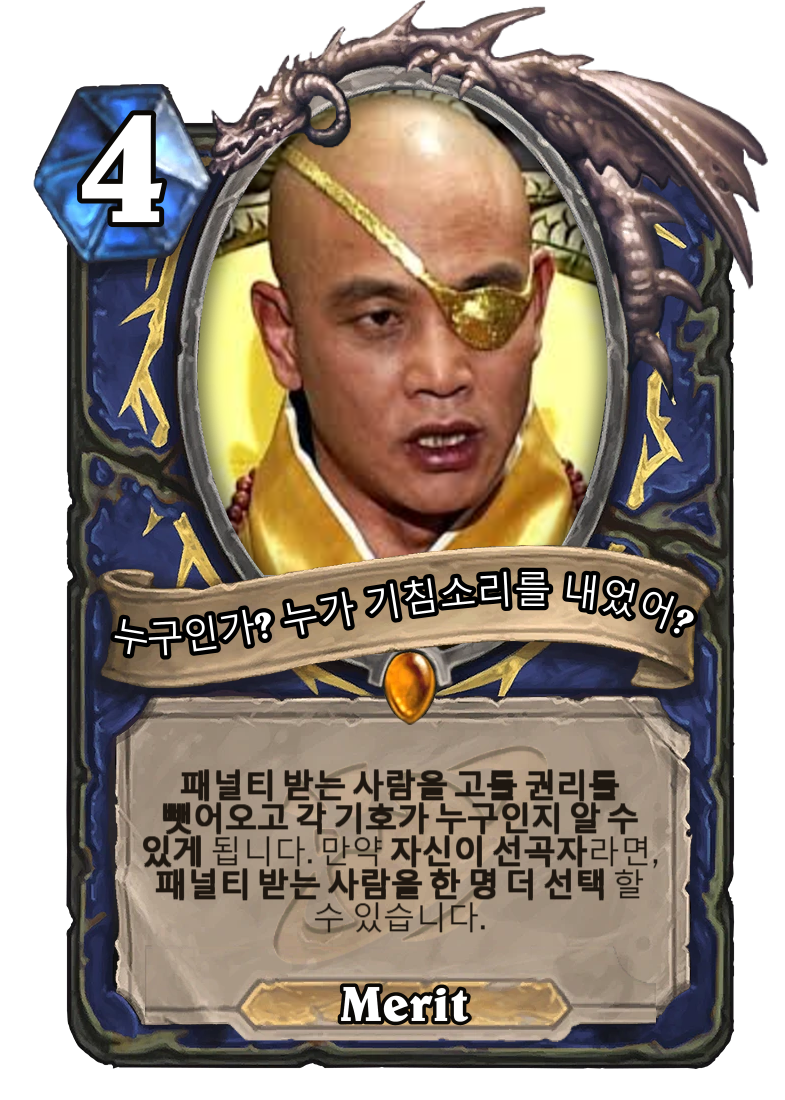 4
누구인가? 누가 기침소리를 내었어?
패널티 받는 사람을 고를 권리를
뺏어오고 각 기호가 누구인지 알 수
있게 됩니다. 만약 자신이 선곡자라면,
패널티 받는 사람을 한 명 더 선택 할
수 있습니다.
Merit